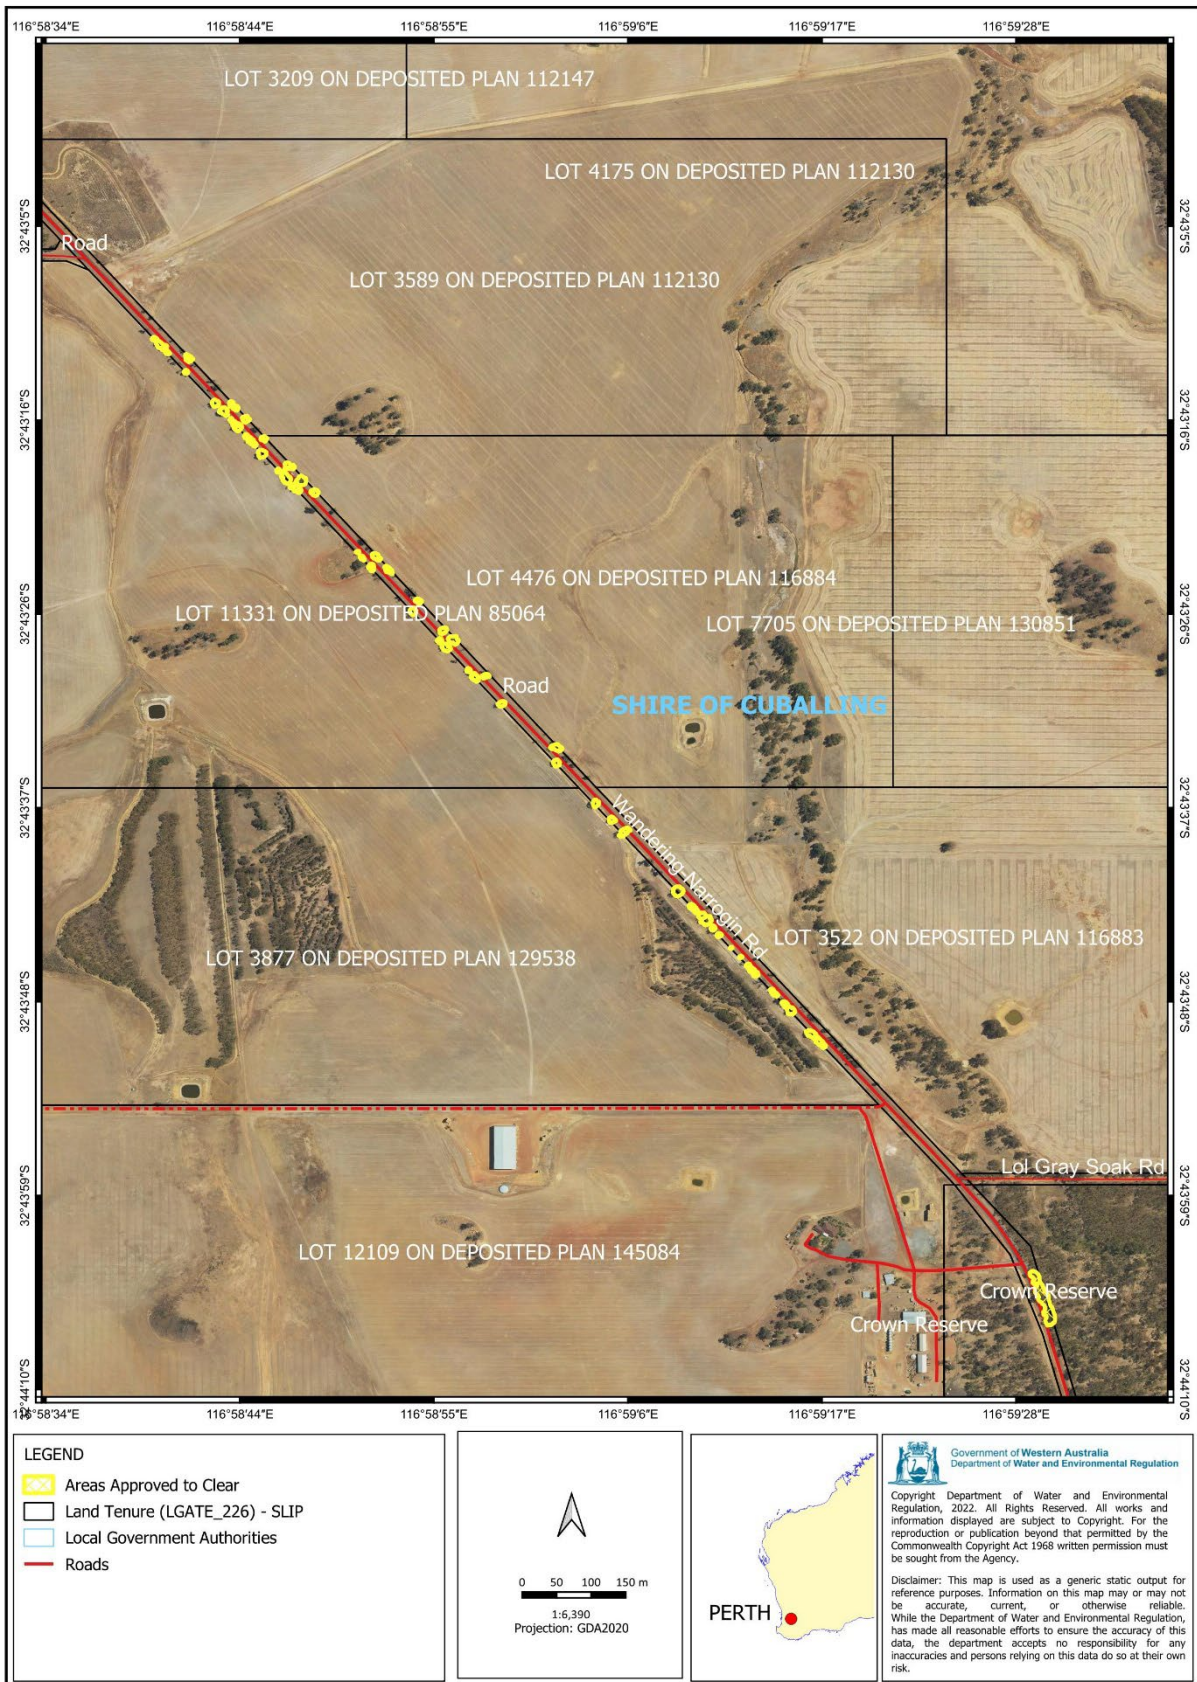 116°58'34"E 116°58'44"E 116°58'55"E 116°59'6"E 116°59'17"E 116°59'28"E
LOT 3209 ON DEPOSITED PLAN 112147
LOT 4175 ON DEPOSITED PLAN 112130
32°43'5"S 32°43'5"S
Road
LOT 3589 ON DEPOSITED PLAN 112130
32°43'16"S 32°43'16"S
LOT 4476 ON DEPOSITED PLAN 116884
32°43'26"S 32°43'26"S
LOT 11331 ON DEPOSITED PLAN 85064
LOT 7705 ON DEPOSITED PLAN 130851
Road
SHIRE OF CUBALLING
32°43'37"S 32°43'37"S
Wandering-Narrogin Rd
LOT 3522 ON DEPOSITED PLAN 116883
LOT 3877 ON DEPOSITED PLAN 129538
32°43'48"S 32°43'48"S
Lol Gray Soak Rd
32°43'59"S 32°43'59"S
LOT 12109 ON DEPOSITED PLAN 145084
Crown Reserve
Crown Reserve
32°44'10"S 32°44'10"S
116°58'34"E 116°58'44"E 116°58'55"E 116°59'6"E 116°59'17"E 116°59'28"E
LEGEND
Areas Approved to Clear
Land Tenure (LGATE_226) - SLIP
Local Government Authorities
Roads
0 50 100 150 m
1:6,390
Projection: GDA2020
PERTH
Government of Western Australia
Department of Water and Environmental Regulation
Copyright Department of Water and Environmental
Regulation, 2022. All Rights Reserved. All works and
information displayed are subject to Copyright. For the
reproduction or publication beyond that permitted by the
Commonwealth Copyright Act 1968 written permission must
be sought from the Agency.
Disclaimer: This map is used as a generic static output for
reference purposes. Information on this map may or may not
be accurate, current, or otherwise reliable.
While the Department of Water and Environmental Regulation,
has made all reasonable efforts to ensure the accuracy of this
data, the department accepts no responsibility for any
inaccuracies and persons relying on this data do so at their own
risk.